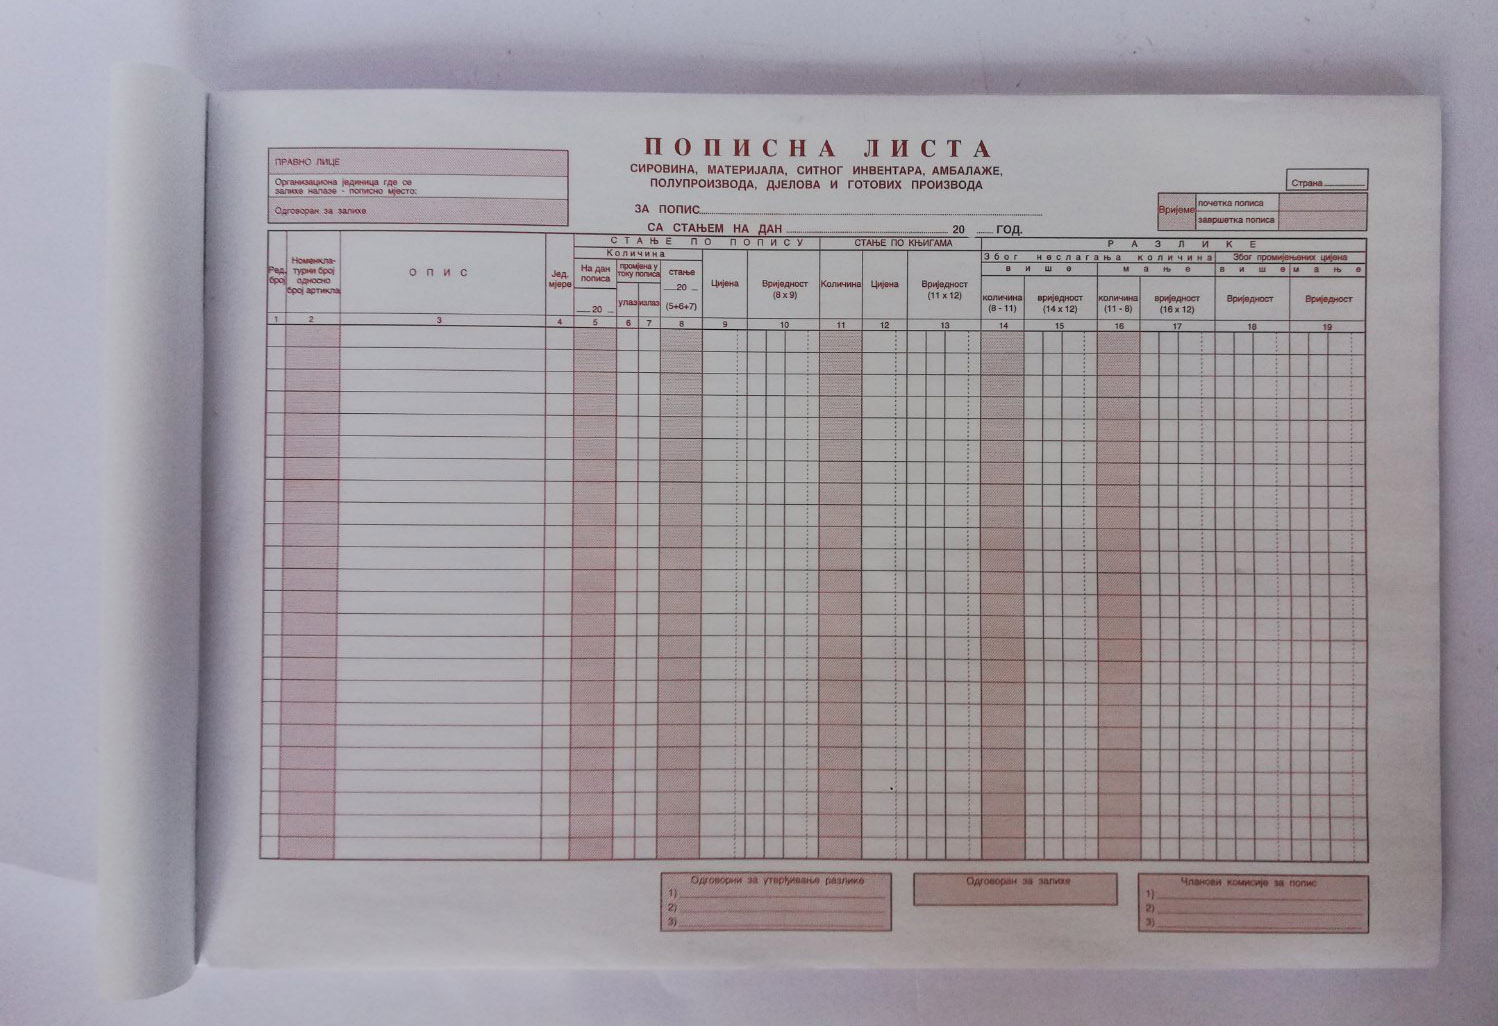 ПОПИСНА ЛИСТА
СИРОВИНА, МАТЕРИЈАЛА, СИТНОГ ИНВЕНТАРА, АМБАЛАЖЕ,
ПОЛУПРОИЗВОДА, ДЈЕЛОВА И ГОТОВИХ ПРОИЗВОДА
ПРАВНО ЛИЦЕ
Организациона јединица где се
залихе налазе - пописно мјесто:
Одговоран за залихе
ЗА ПОПИС
СА СТАЊЕМ НА ДАН 20 ГОД.
Страна
Вријеме
почетка пописа
завршетка пописа
Ред.
број
Номенкла-
турни број
односно
број артикла
ОПИС
Јед.
мјере
СТАЊЕ ПО ПОПИСУ
Количина
На дан
пописа
20
промјена у
току пописа
улаз
излаз
стање
20
(5+6+7)
Цијена
Вриједност
(8 x 9)
СТАЊЕ ПО КЊИГАМА
Количина
Цијена
Вриједност
(11 x 12)
РАЗЛИКЕ
Због неслагања количина
више
мање
количина
(8 - 11)
вриједност
(14 x 12)
количина
(11 - 8)
вриједност
(16 x 12)
Због промијењених цијена
више
мање
Вриједност
Вриједност
1 2 3 4 5 6 7 8 9 10 11 12 13 14 15 16 17 18 19
Одговорни за утврђивање разлике
1)
2)
3)
Одговоран за залихе
Чланови комисије за попис
1)
2)
3)